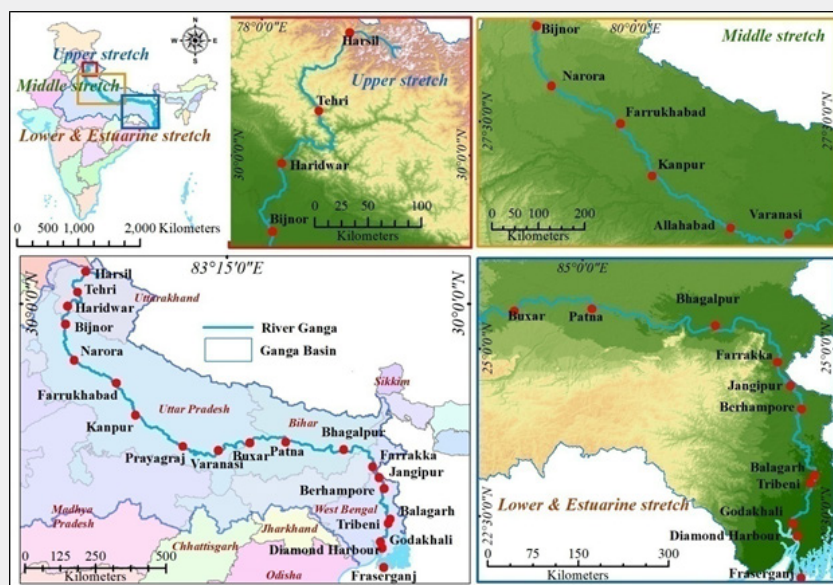 Upper stretch
Middle stretch
Lower & Estuarine stretch
N
W
E
S
0 500 1,000 2,000 Kilometers
78°0'0"E
Harsil
Upper stretch
Tehri
30°0'0"N
30°0'0"N
Haridwar
0 25 50 100
Kilometers
Bijnor
80°0'0"E
Bijnor
Middle stretch
Narora
27°30'0"N
27°30'0"N
Farrukhabad
Kanpur
0 50 100 200
Kilometers
Allahabad
Varanasi
83°15'0"E
30°0'0"N
30°0'0"N
Harsil
Tehri
Haridwar
Uttarakhand
Bijnor
River Ganga
Ganga Basin
Narora
Sikkim
Farrukhabad
Uttar Pradesh
Kanpur
Bihar
Bhagalpur
Prayagraj
Varanasi
Buxar
Patna
Farrakka
Jangipur
Berhampore
Balagarh
West Bengal
Tribeni
Madhya Pradesh
Jharkhand
Godakhali
Chhattisgarh
Diamond Harbour
0 125 250 500
Kilometers
Odisha
Fraserganj
85°0'0"E
Buxar
Patna
Bhagalpur
25°0'0"N
25°0'0"N
Farrakka
Jangipur
Berhampore
Balagarh
Tribeni
Lower & Estuarine stretch
22°30'0"N
Godakhali
Diamond Harbour
0 75 150 300
Kilometers
Fraserganj